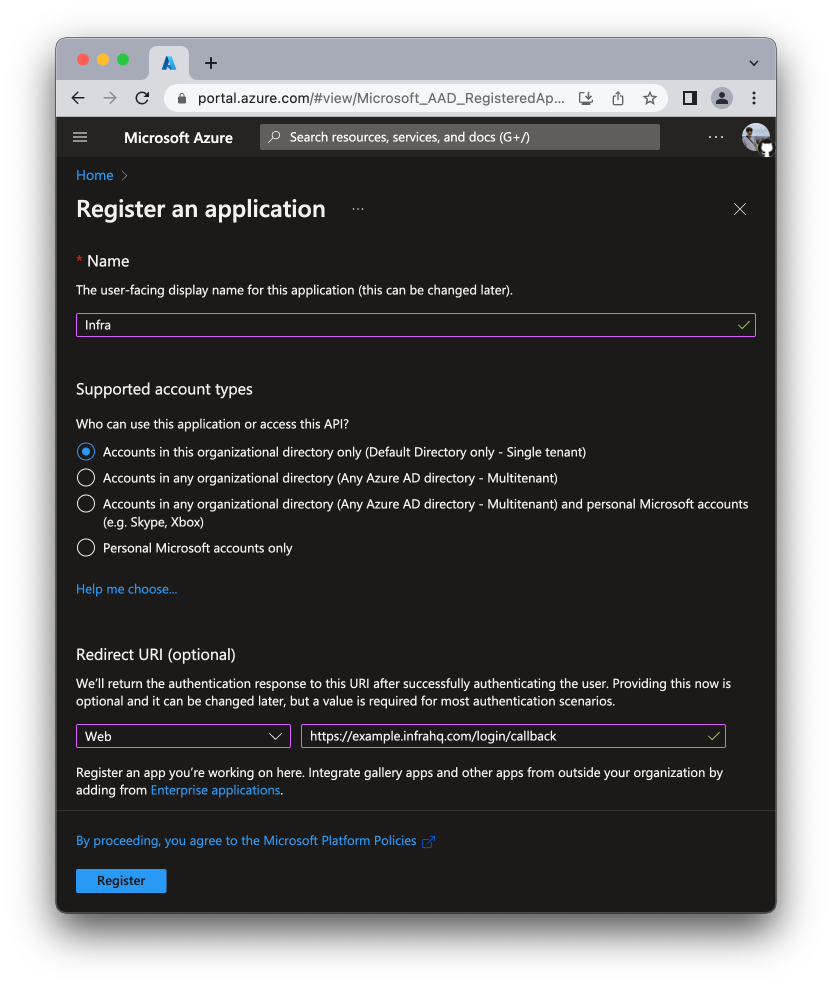 portal.azure.com/#view/Microsoft_AAD_RegisteredAp...
Microsoft Azure
Search resources, services, and docs (G+/)
Home
Register an application
* Name
The user-facing display name for this application (this can be changed later).
Infra
Supported account types
Who can use this application or access this API?
Accounts in this organizational directory only (Default Directory only - Single tenant)
Accounts in any organizational directory (Any Azure AD directory - Multitenant)
Accounts in any organizational directory (Any Azure AD directory - Multitenant) and personal Microsoft accounts
(e.g. Skype, Xbox)
Personal Microsoft accounts only
Help me choose...
Redirect URI (optional)
We’ll return the authentication response to this URI after successfully authenticating the user. Providing this now is
optional and it can be changed later, but a value is required for most authentication scenarios.
Web
https://example.infrahq.com/login/callback
Register an app you’re working on here. Integrate gallery apps and other apps from outside your organization by
adding from Enterprise applications.
By proceeding, you agree to the Microsoft Platform Policies
Register